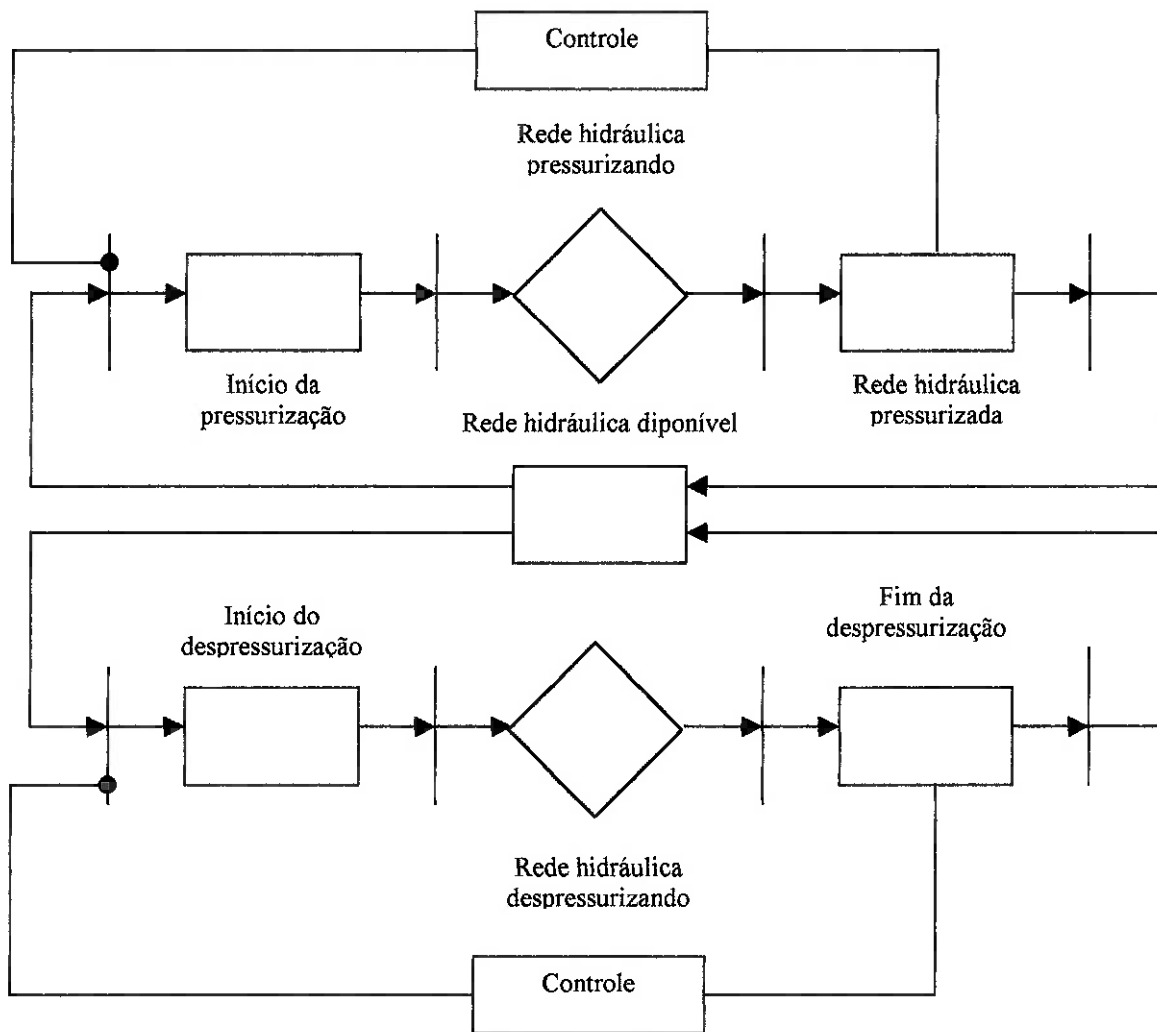 Controle
Rede hidráulica
pressurizando
Início da
pressurização
Rede hidráulica diponível
Rede hidráulica
pressurizada
Início do
despressurização
Fim da
despressurização
Rede hidráulica
despressurizando
Controle